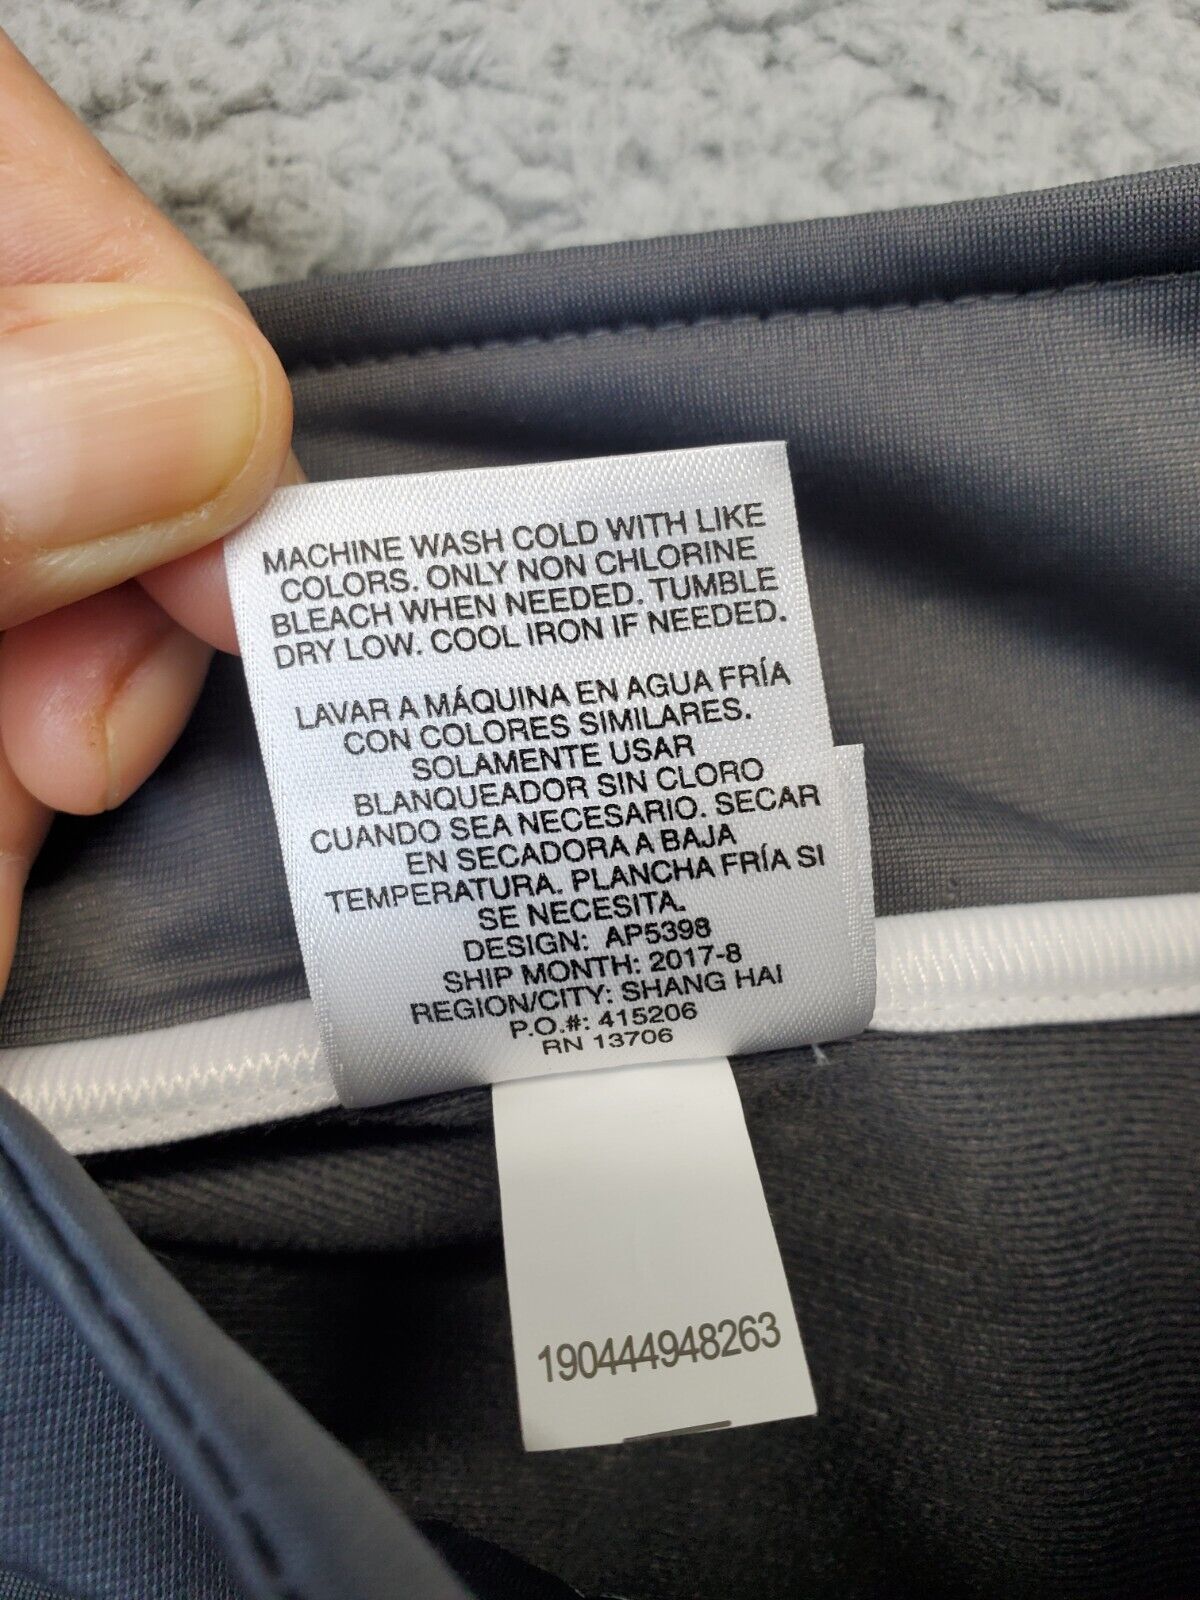 MACHINE WASH COLD WITH LIKE
COLORS. ONLY NON CHLORINE
BLEACH WHEN NEEDED. TUMBLE
DRY LOW. COOL IRON IF NEEDED.
LAVAR A MÁQUINA EN AGUA FRÍA
CON COLORES SIMILARES.
SOLAMENTE USAR
BLANQUEADOR SIN CLORO
CUANDO SEA NECESARIO. SECAR
EN SECADORA A BAJA
TEMPERATURA. PLANCHA FRÍA SI
SE NECESITA.
DESIGN: AP5398
SHIP MONTH: 2017-8
REGION/CITY: SHANG HAI
P.O.#: 415206
RN 13706
190444948263